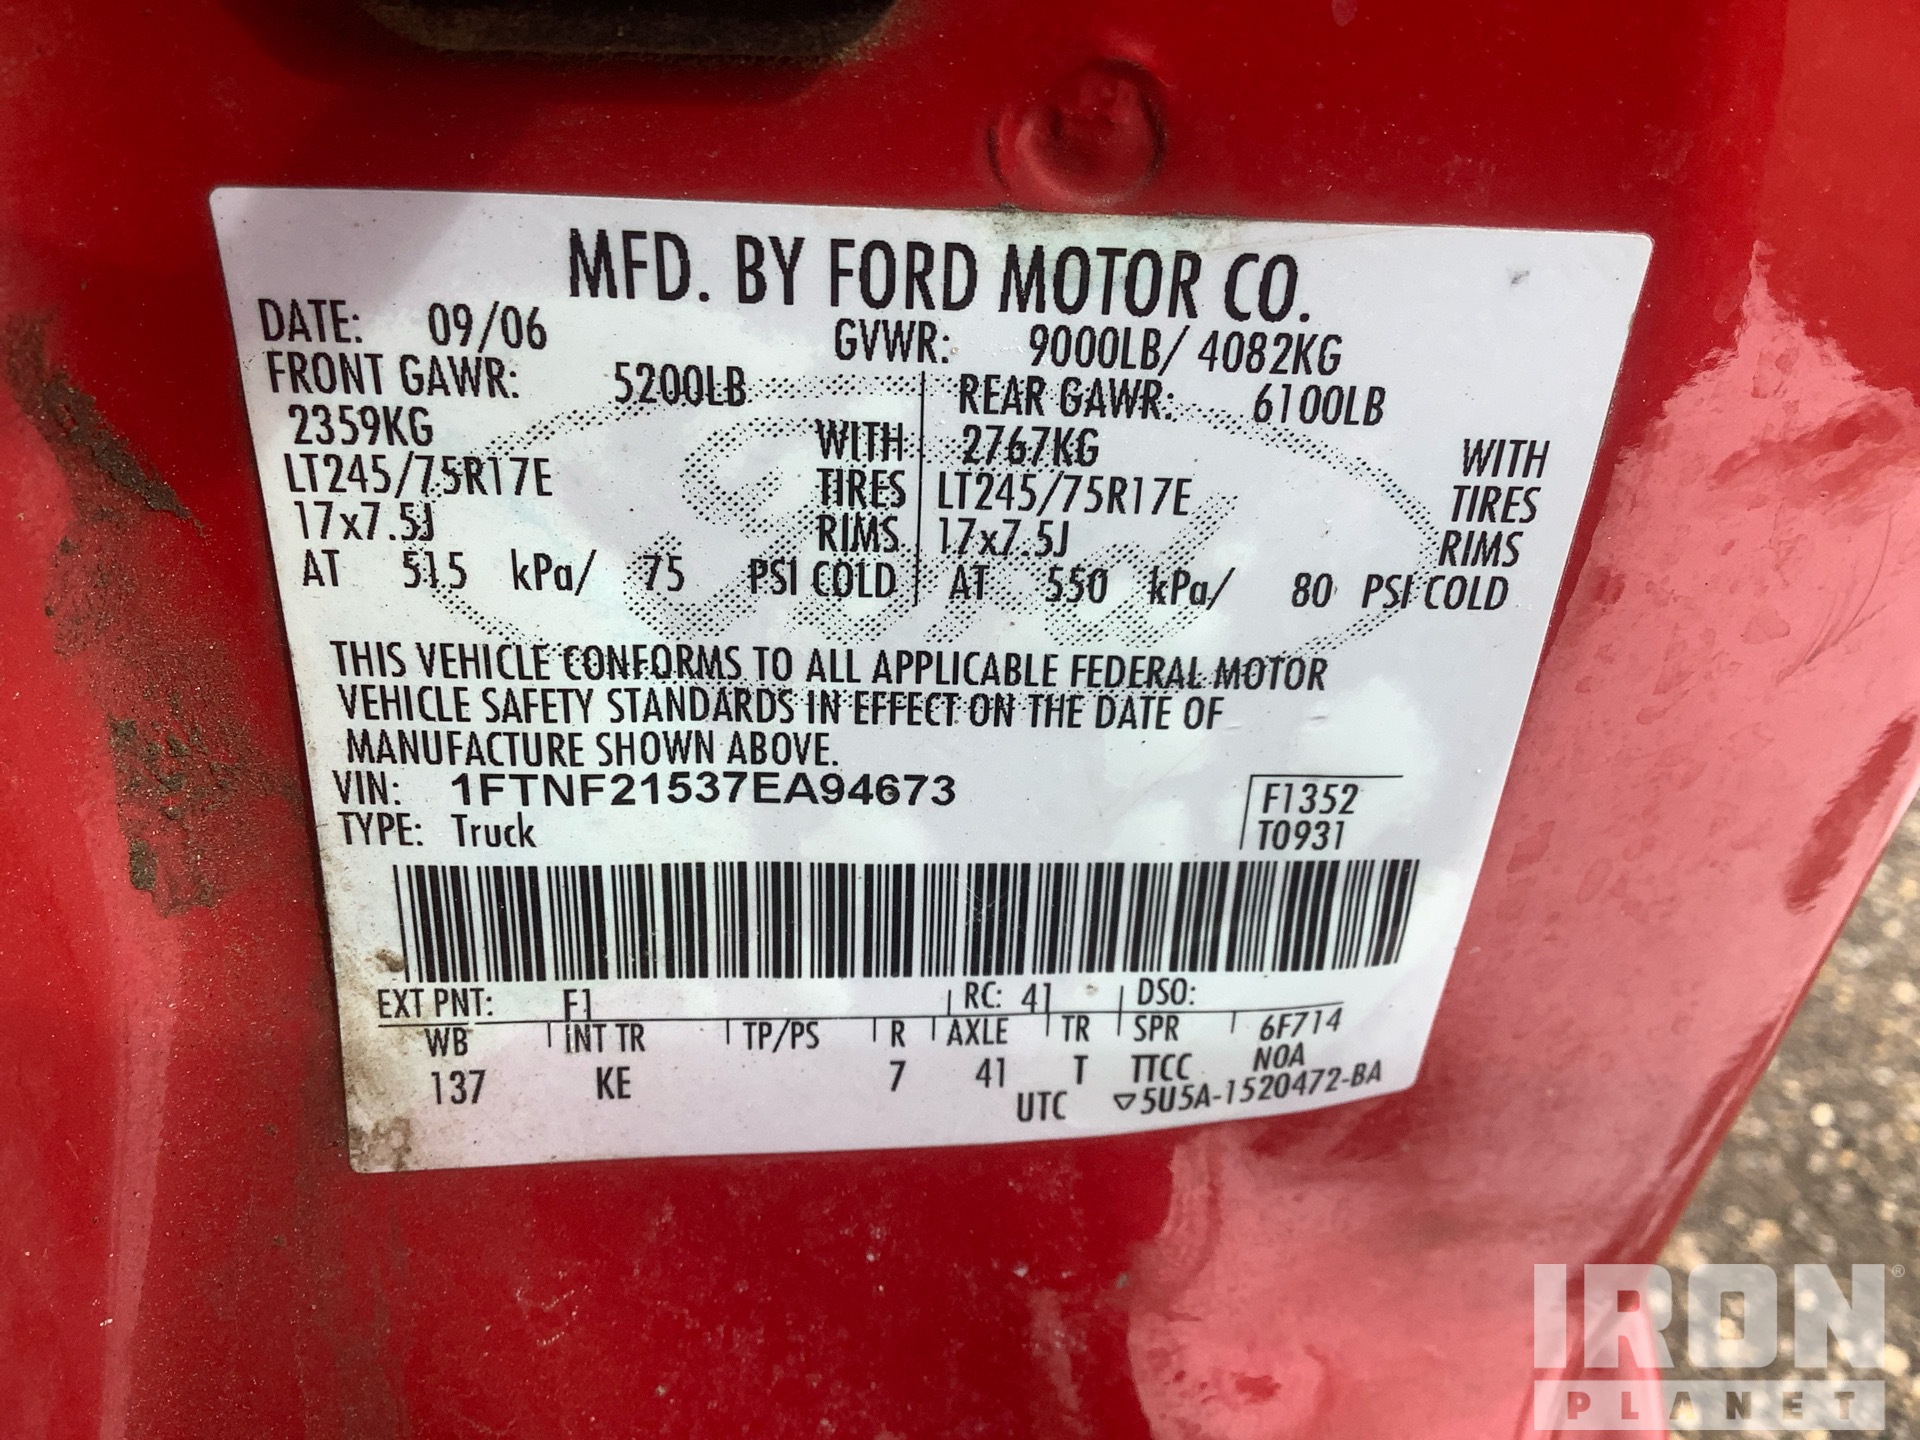 MFD. BY FORD MOTOR CO.
DATE: 09/06 GVWR: 9000LB/ 4082KG
FRONT GAWR: 5200LB REAR GAWR: 6100LB
2359KG WITH 2767KG WITH
LT245/75R17E TIRES LT245/75R17E TIRES
17x7.5J RIMS 17x7.5J RIMS
AT 515 kPa/ 75 PSI COLD AT 550 kPa/ 80 PSI COLD
THIS VEHICLE CONFORMS TO ALL APPLICABLE FEDERAL MOTOR
VEHICLE SAFETY STANDARDS IN EFFECT ON THE DATE OF
MANUFACTURE SHOWN ABOVE.
VIN: 1FTNF21537EA94673 F1352
TYPE: Truck T0931
EXT PNT: F1 RC: 41 DSO:
WB INT TR TP/PS R AXLE TR SPR 6F714
137 KE 7 41 T TTCC NOA
UTC ▽5U5A-1520472-BA
Ford
IRON®
PLANET